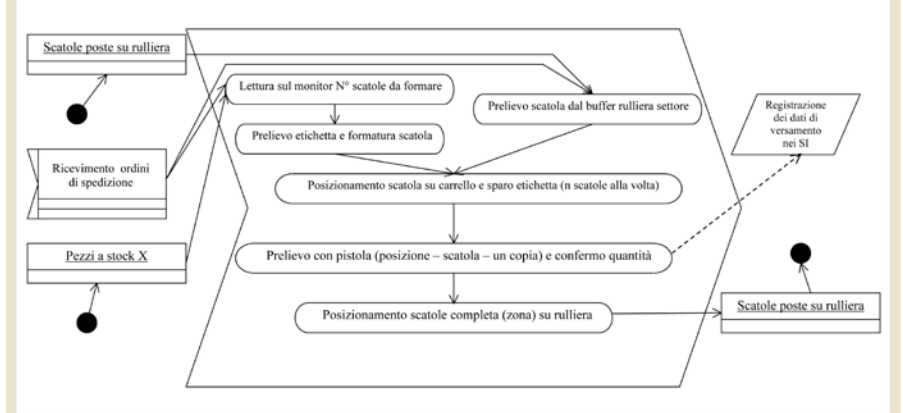 Scatole poste su rulliera
Lettura sul monitor N° scatole da formare
Prelievo scatola dal buffer rulliera settore
Registrazione
dei dati di
versamento
nei SI
Prelievo etichetta e formatura scatola
Ricevimento ordini
di spedizione
Posizionamento scatola su carrello e sparo etichetta (n scatole alla volta)
Pezzi a stock X
Prelievo con pistola (posizione – scatola – un copia) e confermo quantità
Posizionamento scatole completa (zona) su rulliera
Scatole poste su rulliera